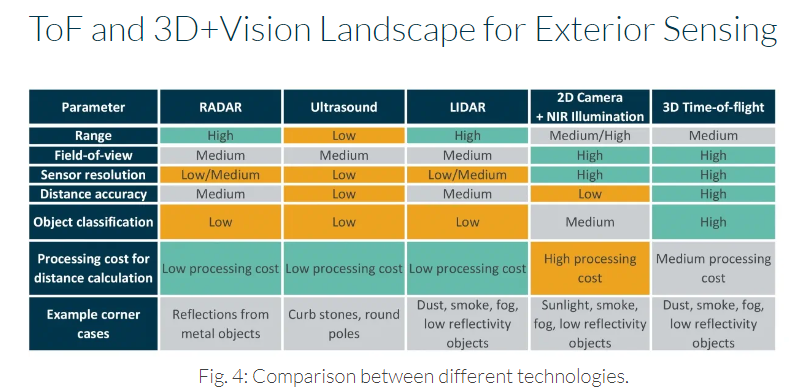 ToF and 3D+Vision Landscape for Exterior Sensing
Parameter RADAR Ultrasound LIDAR 2D Camera + NIR Illumination 3D Time-of-flight
Range High Low High Medium/High Medium
Field-of-view Medium Medium Medium High High
Sensor resolution Low/Medium Low Low/Medium High High
Distance accuracy Medium Low Medium Low High
Object classification Low Low Low Medium High
Processing cost for distance calculation Low processing cost Low processing cost Low processing cost High processing cost Medium processing cost
Example corner cases Reflections from metal objects Curb stones, round poles Dust, smoke, fog, low reflectivity objects Sunlight, smoke, fog, low reflectivity objects Dust, smoke, fog, low reflectivity objects
Fig. 4: Comparison between different technologies.